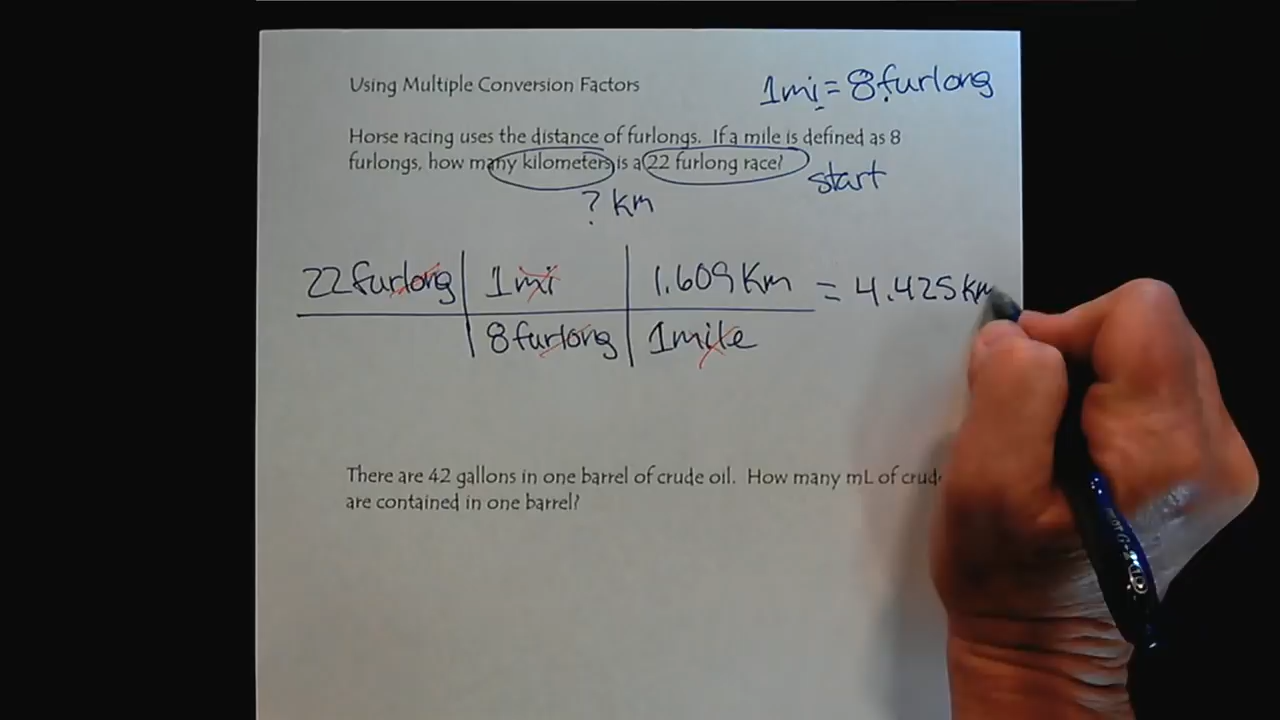 Using Multiple Conversion Factors
1mi = 8furlong
Horse racing uses the distance of furlongs. If a mile is defined as 8
furlongs, how many kilometers is a 22 furlong race?
start
? km
22furlong 1mi 1.609Km = 4.425km
8furlong 1mile
There are 42 gallons in one barrel of crude oil. How many mL of
are contained in one barrel?